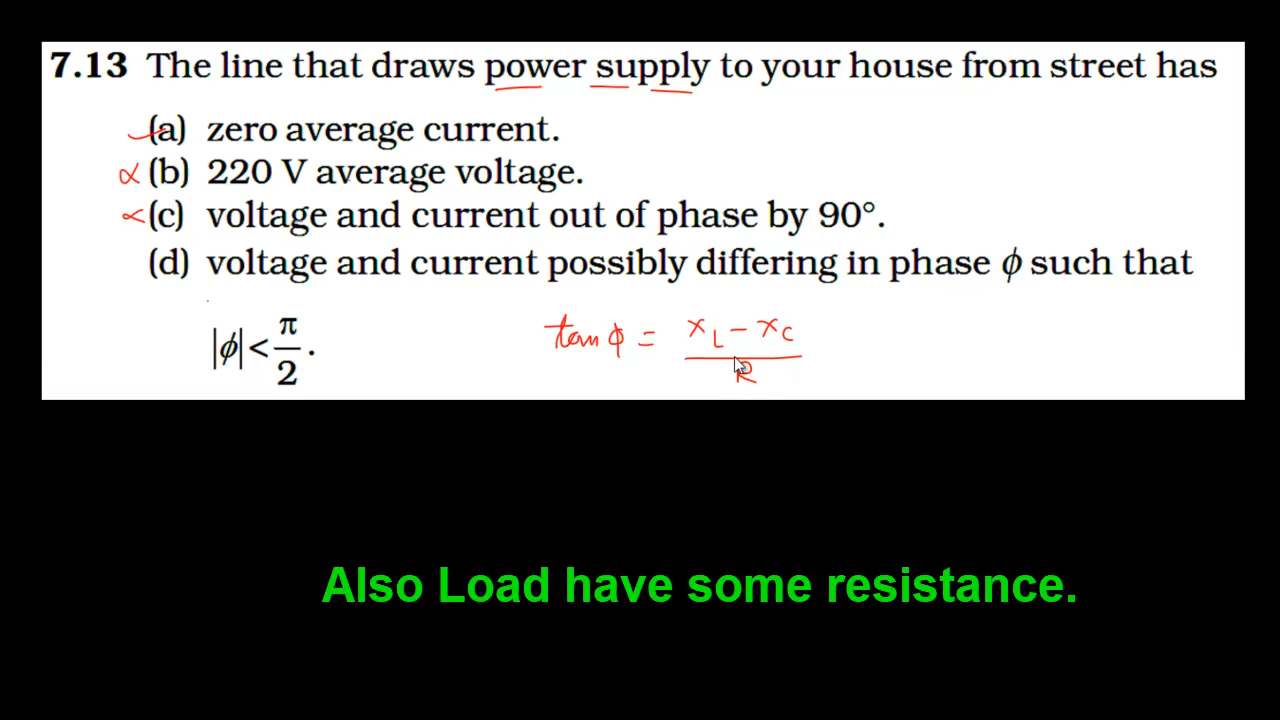 7.13 The line that draws power supply to your house from street has
(a) zero average current.
(b) 220 V average voltage.
(c) voltage and current out of phase by 90°.
(d) voltage and current possibly differing in phase ϕ such that
|ϕ| < π/2 .
tan ϕ = (X_L - X_C)/R
Also Load have some resistance.